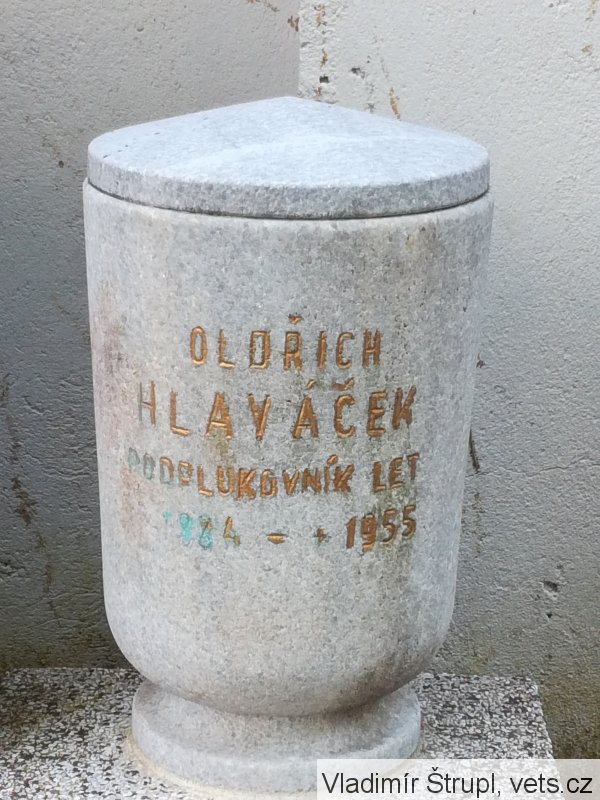 OLDŘICH
HLAVÁČEK
PODPLUKOVNÍK LET
- + 1955
Vladimír Štrupl, vets.cz